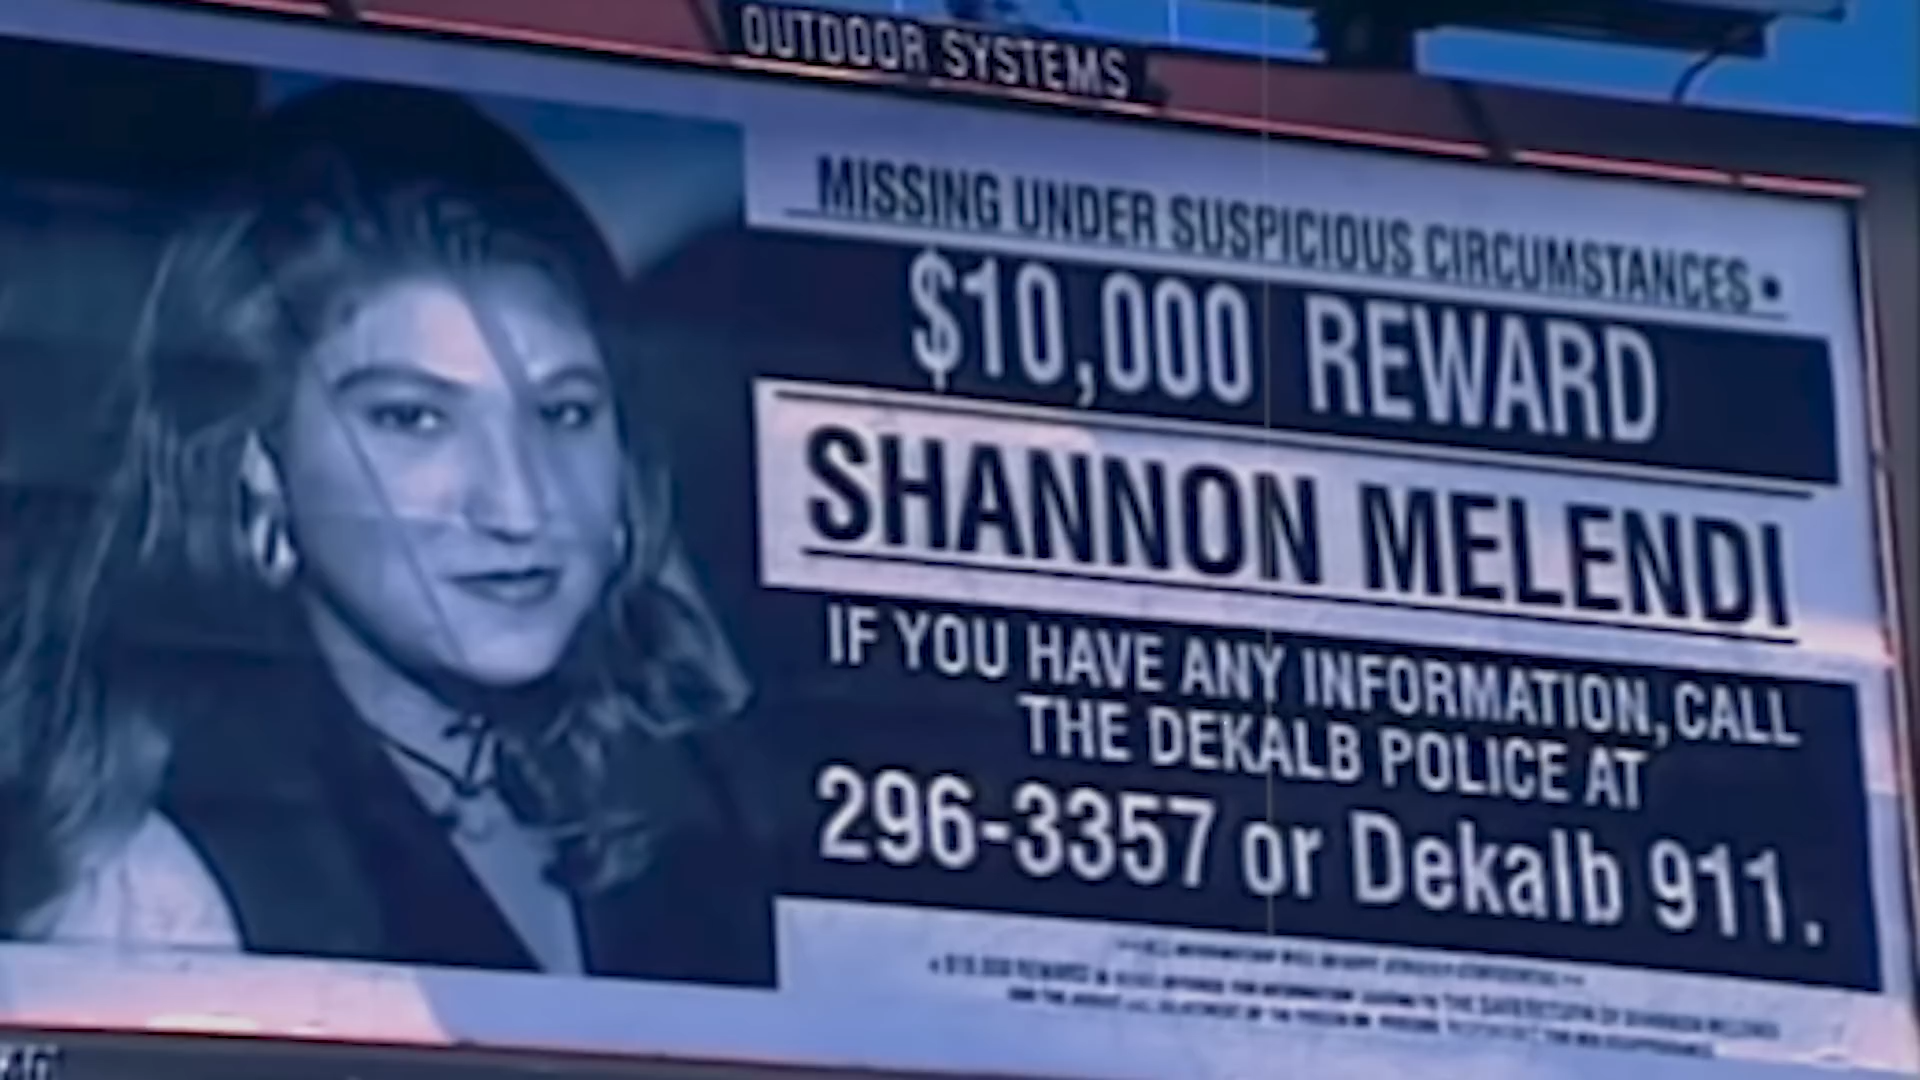 OUTDOOR SYSTEMS
MISSING UNDER SUSPICIOUS CIRCUMSTANCES •
$10,000 REWARD
SHANNON MELENDI
IF YOU HAVE ANY INFORMATION, CALL
THE DEKALB POLICE AT
296-3357 or Dekalb 911.